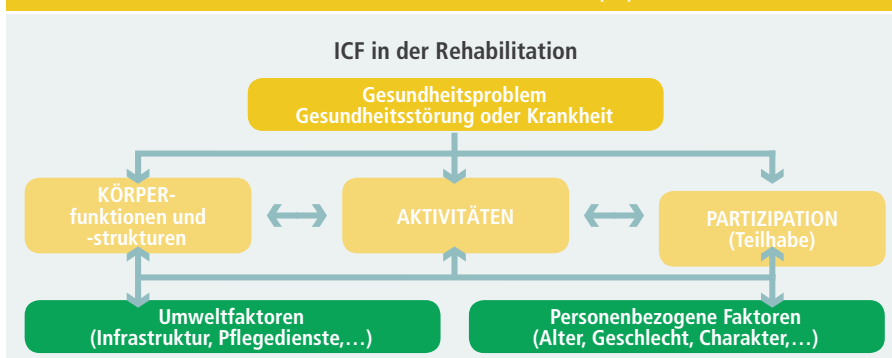 ICF in der Rehabilitation
Gesundheitsproblem
Gesundheitsstörung oder Krankheit
KÖRPER-
funktionen und
-strukturen
AKTIVITÄTEN
PARTIZIPATION
(Teilhabe)
Umweltfaktoren
(Infrastruktur, Pflegedienste,…)
Personenbezogene Faktoren
(Alter, Geschlecht, Charakter,…)